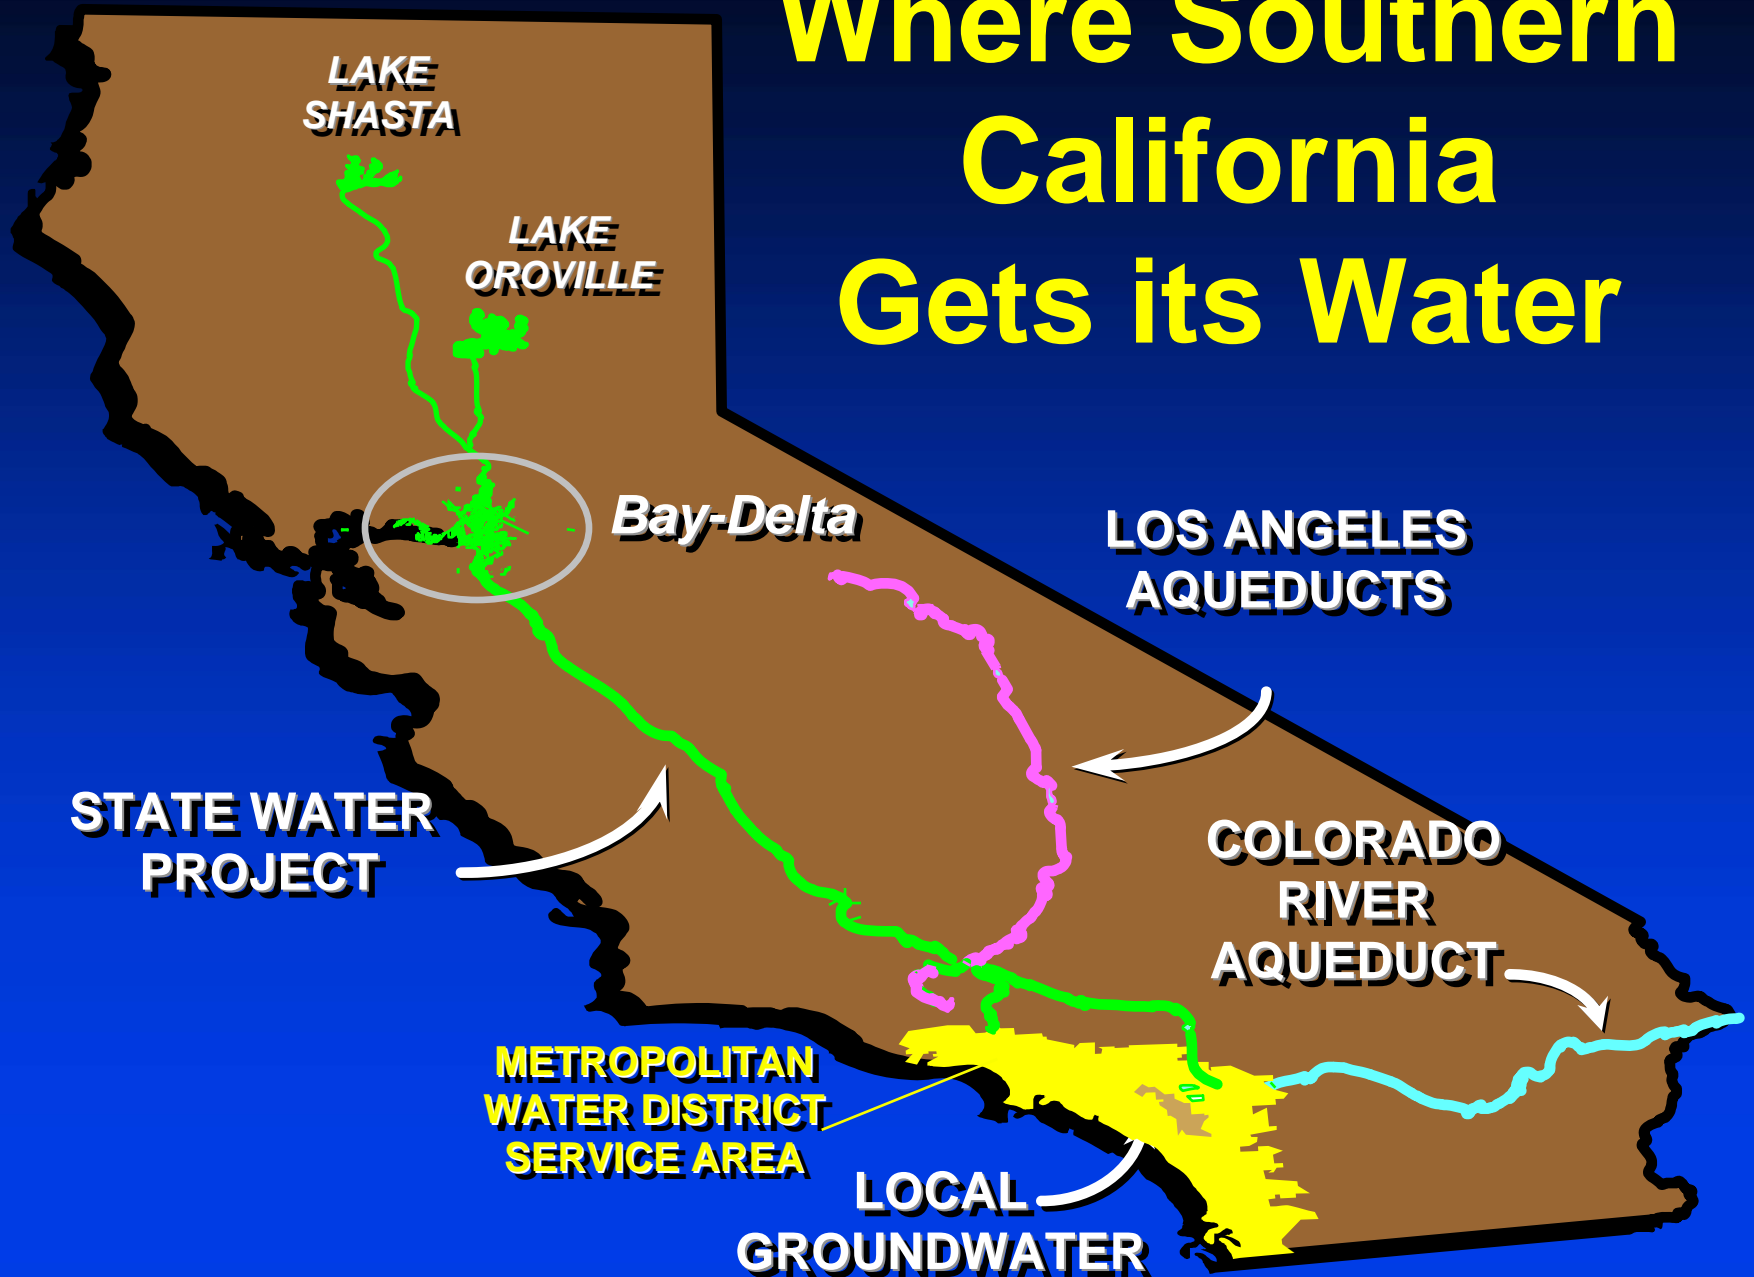 Where Southern
California
Gets its Water
LAKE
SHASTA
LAKE
OROVILLE
Bay-Delta
LOS ANGELES
AQUEDUCTS
STATE WATER
PROJECT
COLORADO
RIVER
AQUEDUCT
METROPOLITAN
WATER DISTRICT
SERVICE AREA
LOCAL
GROUNDWATER